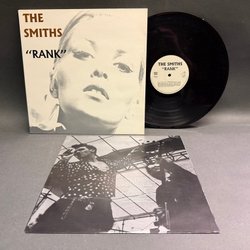 THE
SMITHS
“RANK”
THE SMITHS
“RANK”